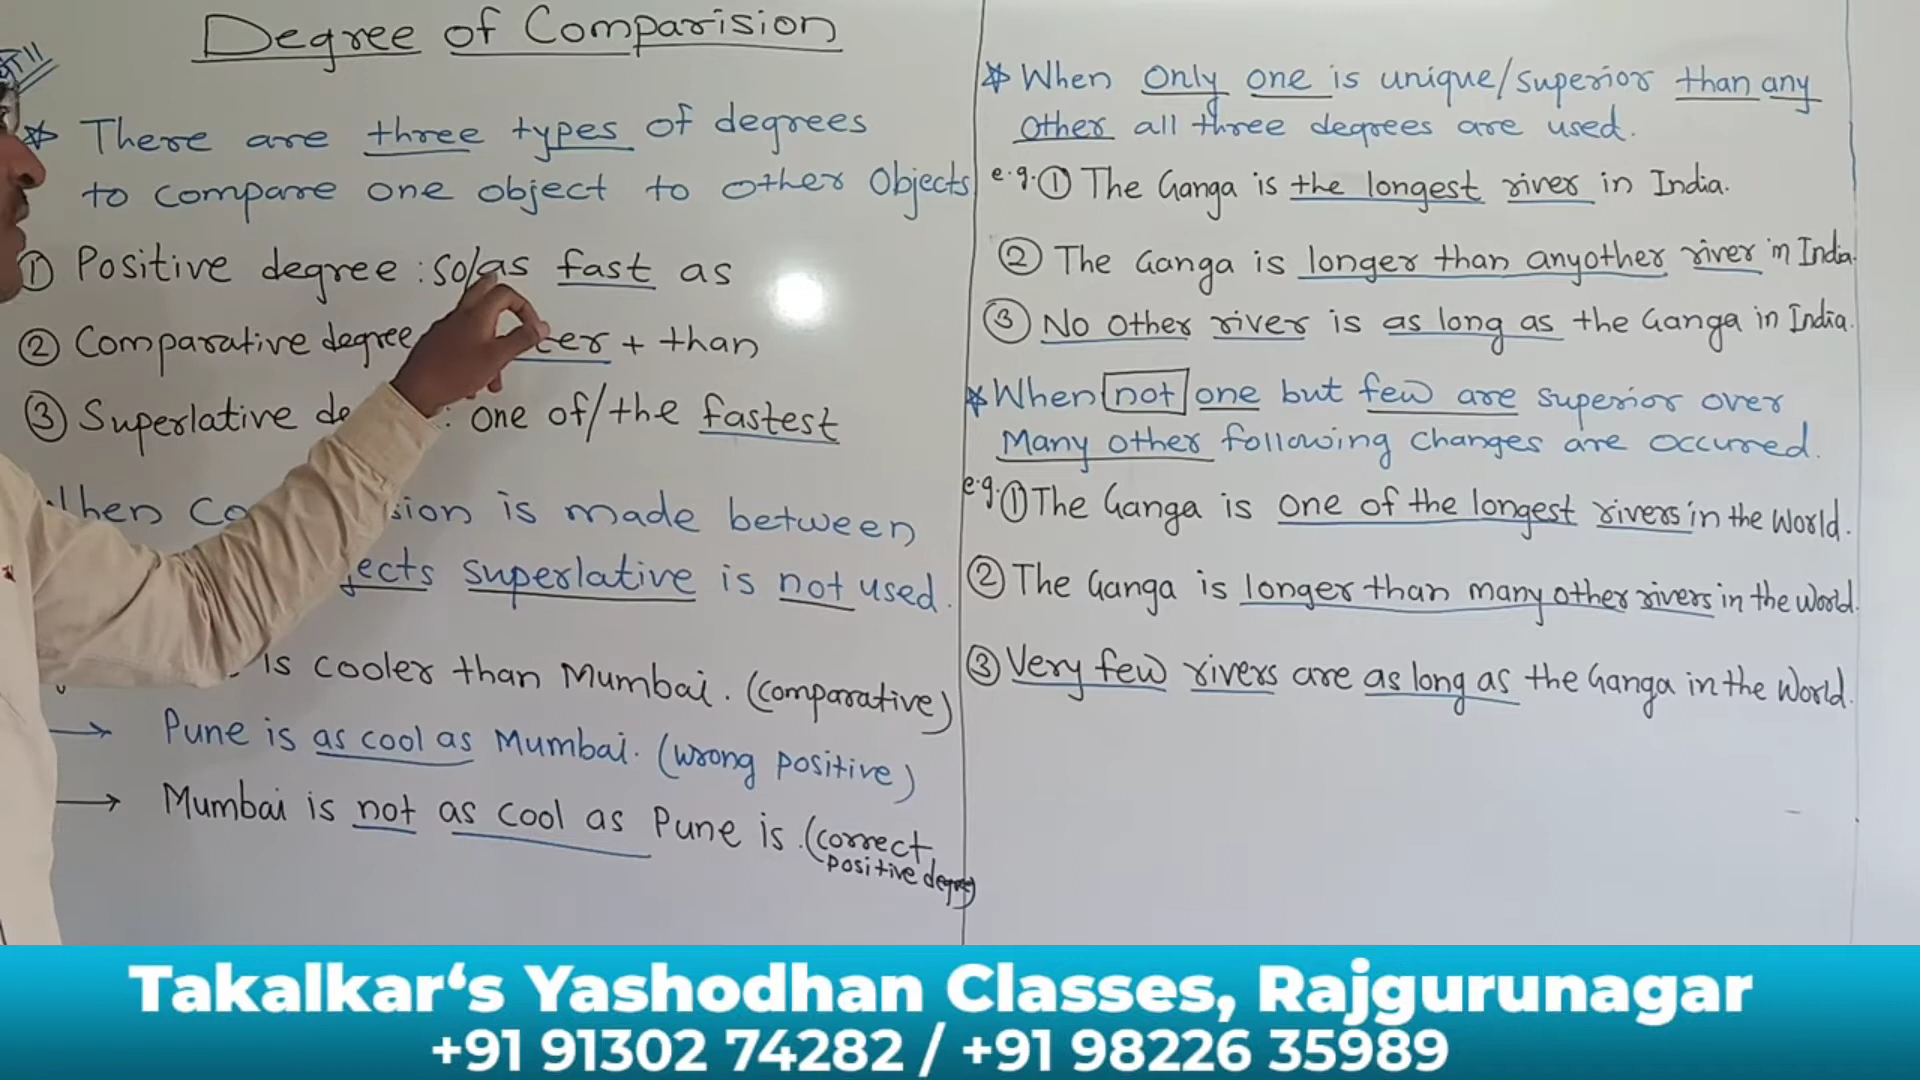 Degree of Comparision
There are three types of degrees
to compare one object to other Objects
① Positive degree : so/as fast as
② Comparative degree ter + than
③ Superlative de : one of/the fastest
hen Co sion is made between
jects superlative is not used.
is cooler than Mumbai. (comparative)
→ Pune is as cool as Mumbai. (wrong positive)
→ Mumbai is not as cool as Pune is. (correct
positive degree)
When Only one is unique/superior than any
Other all three degrees are used.
e.g. ① The Ganga is the longest river in India.
② The Ganga is longer than anyother river in India.
③ No Other river is as long as the Ganga in India.
When not one but few are superior over
Many other following changes are occurred.
e.g. ① The Ganga is one of the longest rivers in the World.
② The Ganga is longer than many other rivers in the World.
③ Very few rivers are as long as the Ganga in the World.
Takalkar‘s Yashodhan Classes, Rajgurunagar
+91 91302 74282 / +91 98226 35989